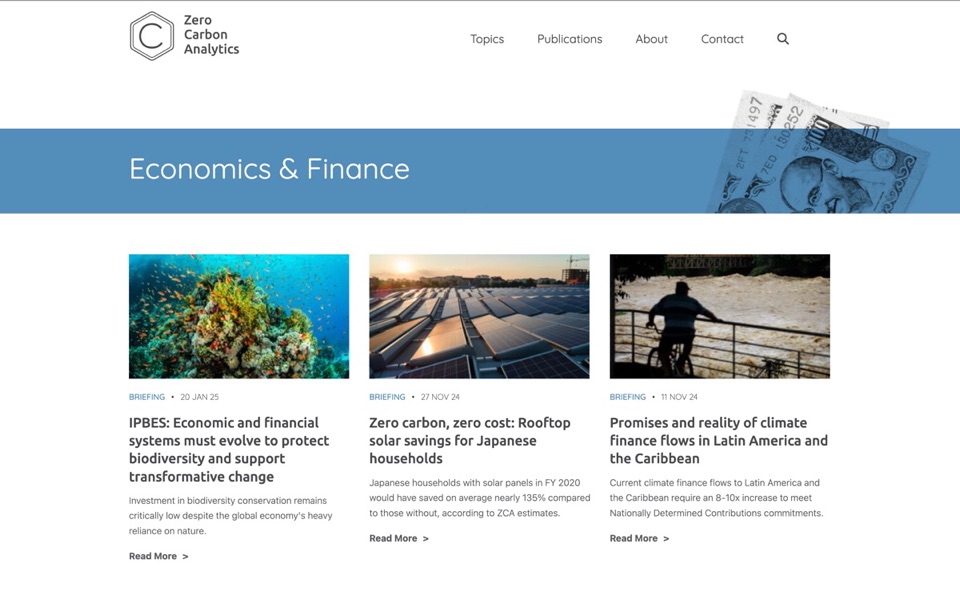 Zero
Carbon
Analytics
Topics Publications About Contact
Economics & Finance
BRIEFING • 20 JAN 25
IPBES: Economic and financial
systems must evolve to protect
biodiversity and support
transformative change
Investment in biodiversity conservation remains
critically low despite the global economy's heavy
reliance on nature.
Read More >
BRIEFING • 27 NOV 24
Zero carbon, zero cost: Rooftop
solar savings for Japanese
households
Japanese households with solar panels in FY 2020
would have saved on average nearly 135% compared
to those without, according to ZCA estimates.
Read More >
BRIEFING • 11 NOV 24
Promises and reality of climate
finance flows in Latin America and
the Caribbean
Current climate finance flows to Latin America and
the Caribbean require an 8-10x increase to meet
Nationally Determined Contributions commitments.
Read More >